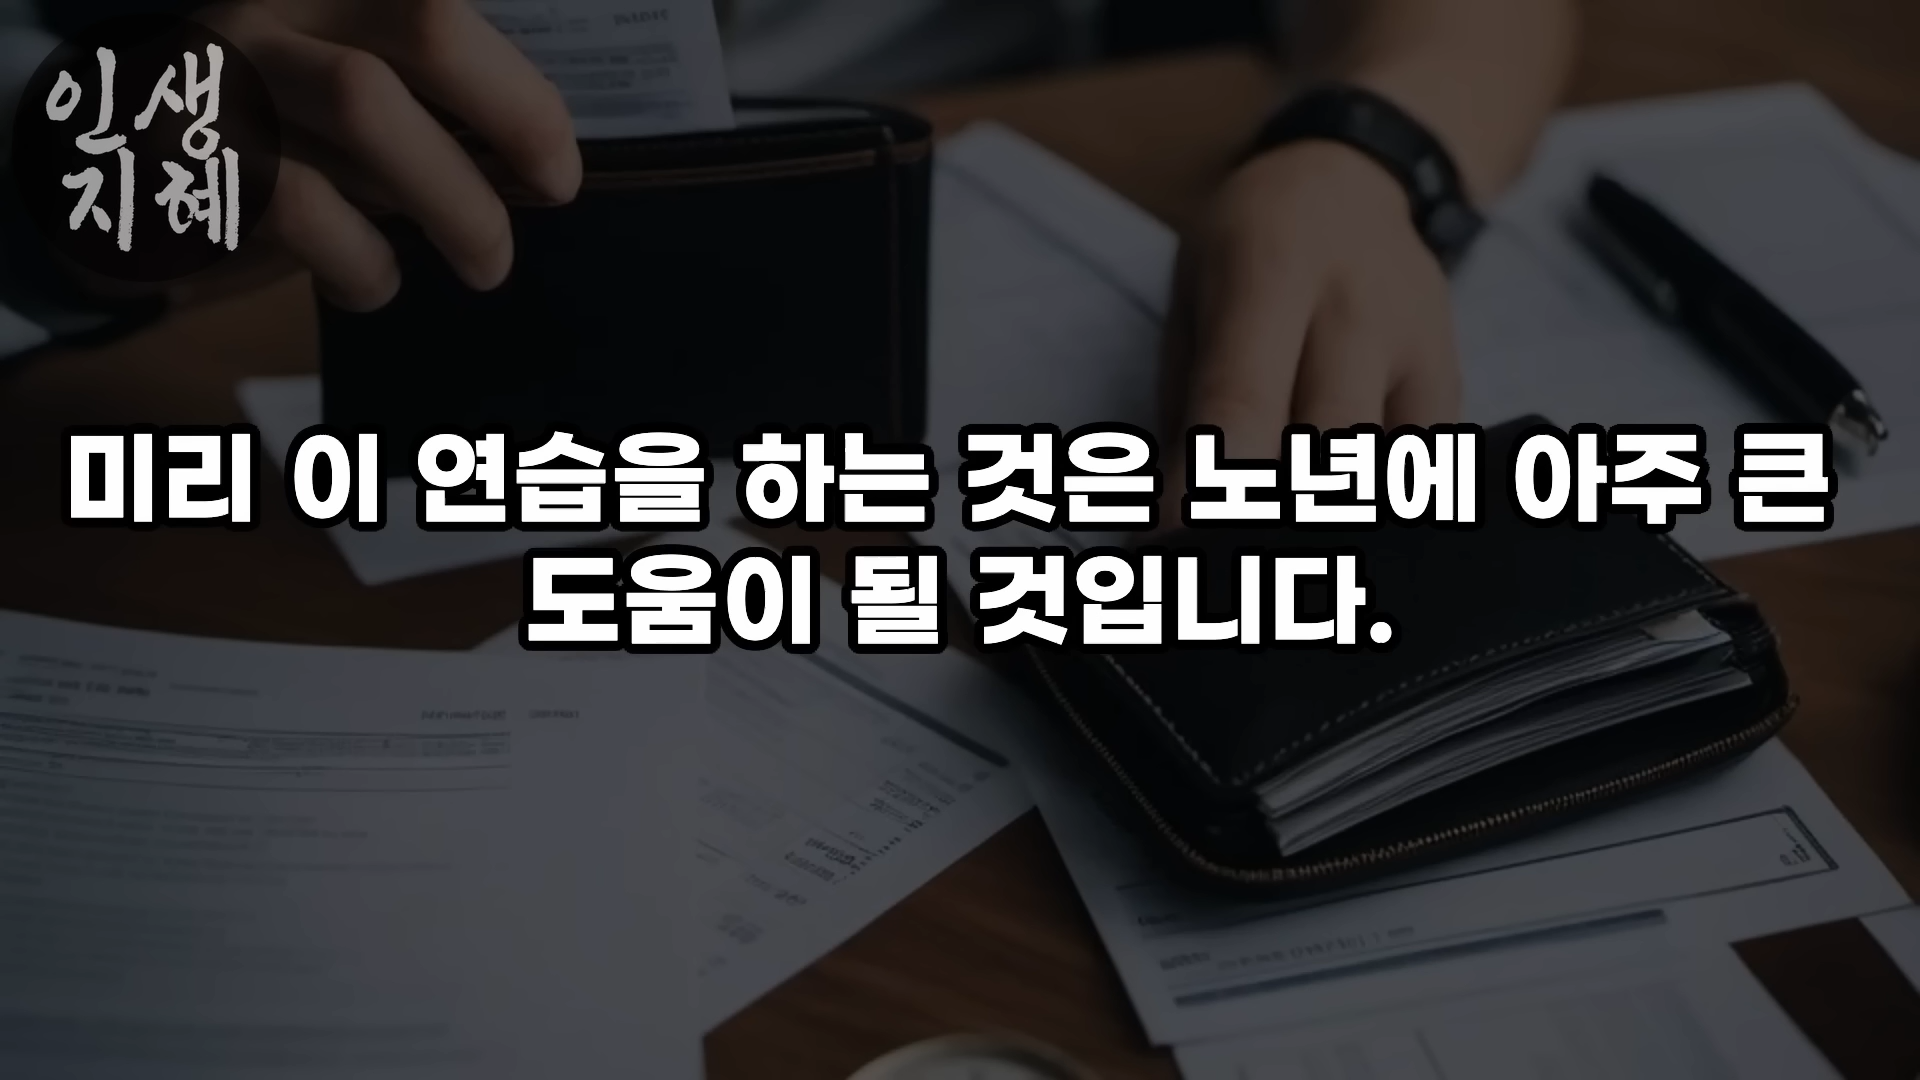 인생
지혜
미리 이 연습을 하는 것은 노년에 아주 큰
도움이 될 것입니다.